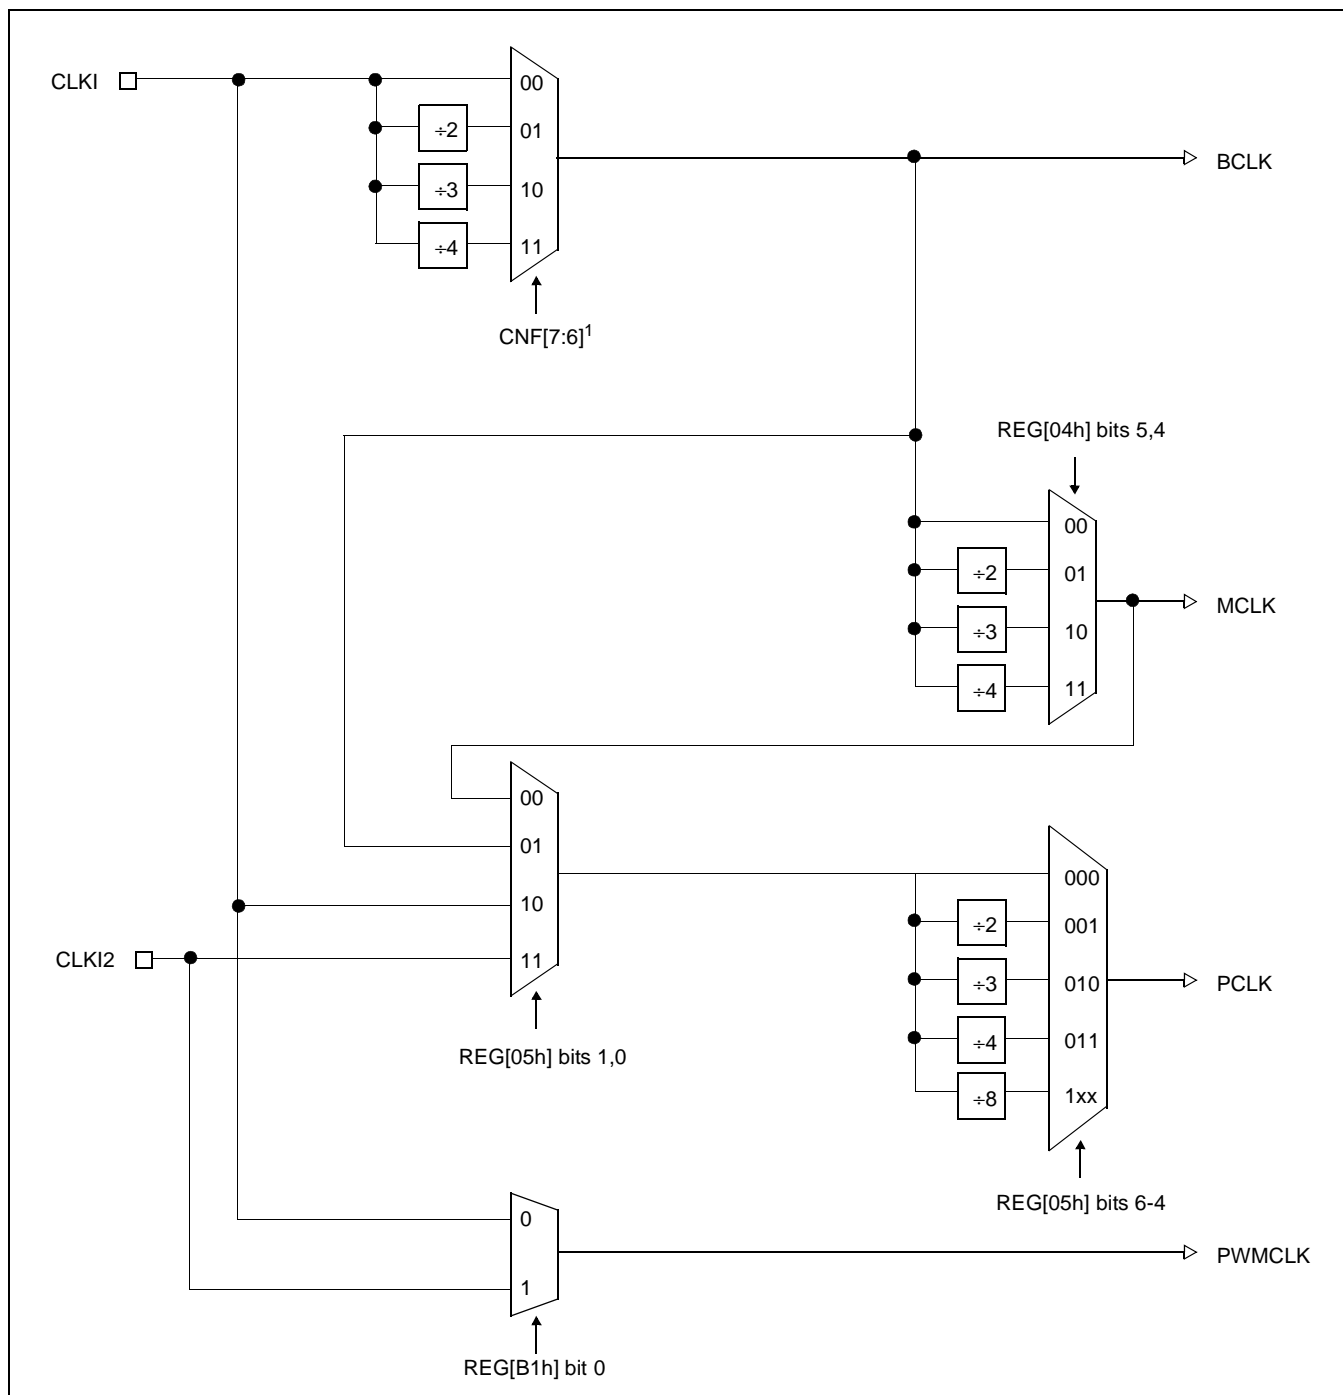 CLKI
00
÷2
01
÷3
10
÷4
11
BCLK
CNF[7:6]1
REG[04h] bits 5,4
00
÷2
01
÷3
10
÷4
11
MCLK
00
01
10
CLKI2
11
REG[05h] bits 1,0
000
÷2
001
÷3
010
÷4
011
÷8
1xx
PCLK
REG[05h] bits 6-4
0
1
PWMCLK
REG[B1h] bit 0